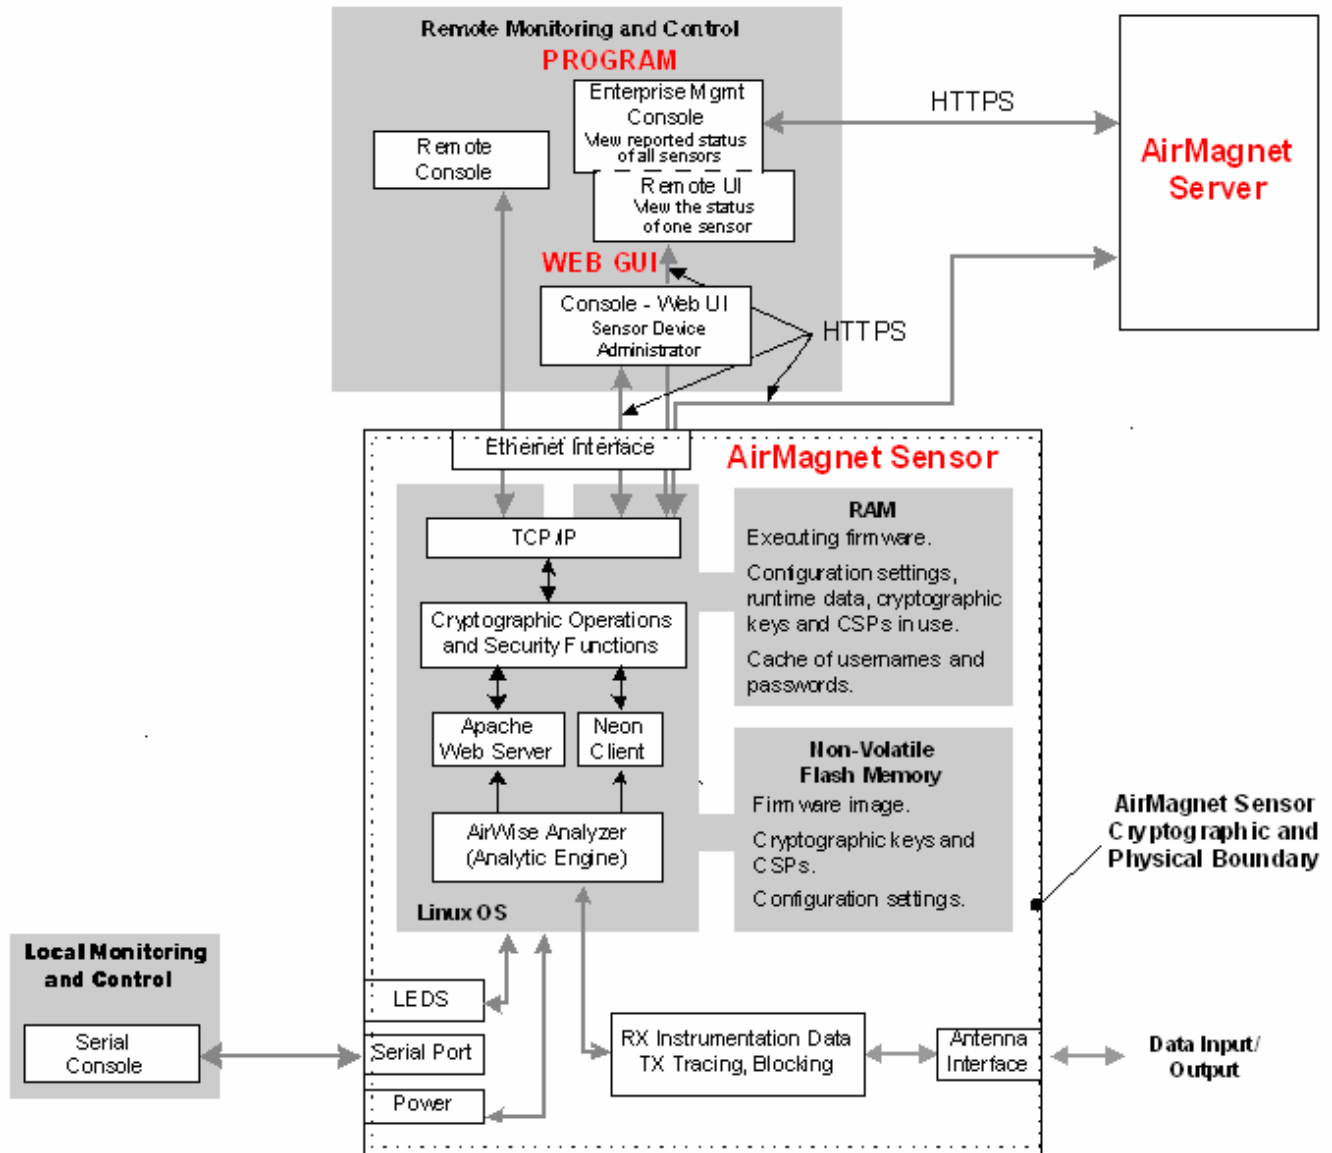 Remote Monitoring and Control
PROGRAM
Enterprise Mgmt
Console
View reported status
of all sensors
HTTPS
Remote
Console
AirMagnet
Server
Remote UI
View the status
of one sensor
WEB GUI
Console - Web UI
Sensor Device
Administrator
HTTPS
Ethernet Interface
AirMagnet Sensor
TCP/IP
RAM
Executing firmware.
Configuration settings,
runtime data, cryptographic
keys and CSPs in use.
Cache of usernames and
passwords.
Cryptographic Operations
and Security Functions
Apache
Web Server
Neon
Client
Non-Volatile
Flash Memory
Firmware image.
Cryptographic keys and
CSPs.
Configuration settings.
AirWise Analyzer
(Analytic Engine)
Linux OS
AirMagnet Sensor
Cryptographic and
Physical Boundary
Local Monitoring
and Control
Serial
Console
LEDS
Serial Port
Power
RX Instrumentation Data
TX Tracing, Blocking
Antenna
Interface
Data Input/
Output